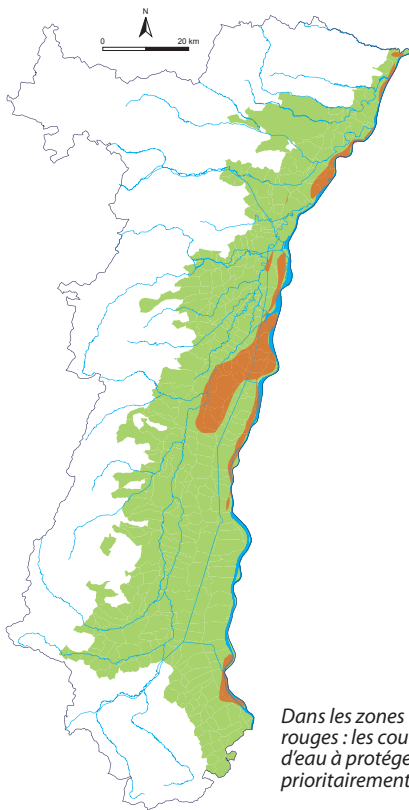 N
0 20 km
Dans les zones
rouges : les cou
d'eau à protége
prioritairement